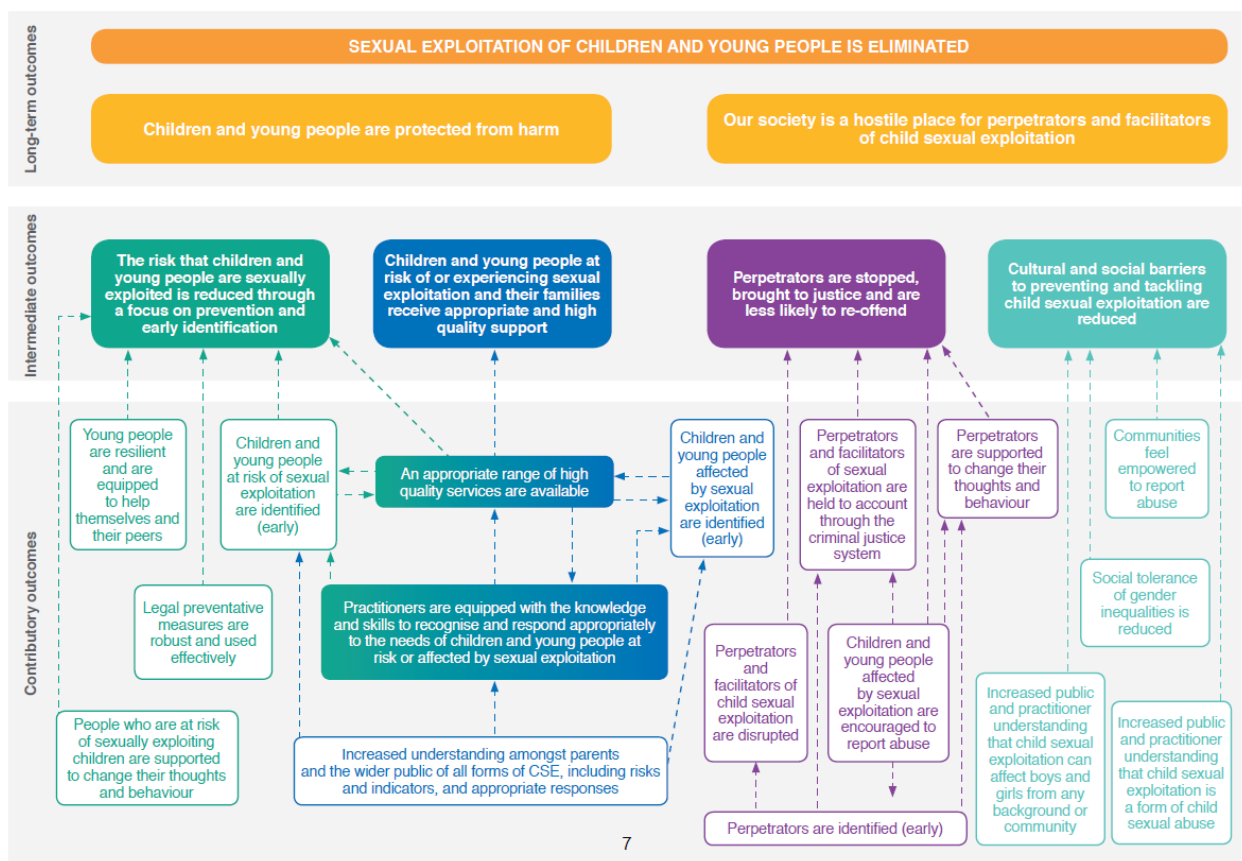 Long-term outcomes
SEXUAL EXPLOITATION OF CHILDREN AND YOUNG PEOPLE IS ELIMINATED
Children and young people are protected from harm
Our society is a hostile place for perpetrators and facilitators
of child sexual exploitation
Intermediate outcomes
The risk that children and
young people are sexually
exploited is reduced through
a focus on prevention and
early identification
Children and young people at
risk of or experiencing sexual
exploitation and their families
receive appropriate and high
quality support
Perpetrators are stopped,
brought to justice and are
less likely to re-offend
Cultural and social barriers
to preventing and tackling
child sexual exploitation are
reduced
Contributory outcomes
Young people
are resilient
and are
equipped
to help
themselves and
their peers
Children and
young people
at risk of sexual
exploitation
are identified
(early)
An appropriate range of high
quality services are available
Children and
young people
affected
by sexual
exploitation
are identified
(early)
Perpetrators
and facilitators
of sexual
exploitation are
held to account
through the
criminal justice
system
Perpetrators
are supported
to change their
thoughts and
behaviour
Communities
feel
empowered
to report
abuse
Legal preventative
measures are
robust and used
effectively
Practitioners are equipped with the knowledge
and skills to recognise and respond appropriately
to the needs of children and young people at
risk or affected by sexual exploitation
Social tolerance
of gender
inequalities is
reduced
Perpetrators
and
facilitators of
child sexual
exploitation
are disrupted
Children and
young people
affected
by sexual
exploitation are
encouraged to
report abuse
People who are at risk
of sexually exploiting
children are supported
to change their thoughts
and behaviour
Increased understanding amongst parents
and the wider public of all forms of CSE, including risks
and indicators, and appropriate responses
Increased public
and practitioner
understanding
that child sexual
exploitation can
affect boys and
girls from any
background or
community
Increased public
and practitioner
understanding
that child sexual
exploitation is
a form of child
sexual abuse
Perpetrators are identified (early)
7